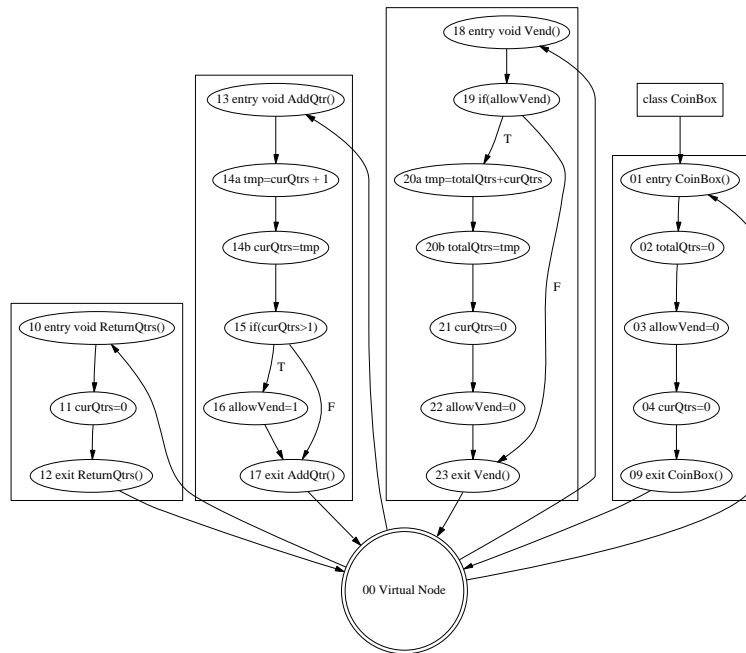 18 entry void Vend()
13 entry void AddQtr()
19 if(allowVend)
class CoinBox
T
14a tmp=curQtrs + 1
20a tmp=totalQtrs+curQtrs
01 entry CoinBox()
14b curQtrs=tmp
20b totalQtrs=tmp
02 totalQtrs=0
F
10 entry void ReturnQtrs()
15 if(curQtrs>1)
21 curQtrs=0
03 allowVend=0
T
11 curQtrs=0
16 allowVend=1
F
22 allowVend=0
04 curQtrs=0
12 exit ReturnQtrs()
17 exit AddQtr()
23 exit Vend()
09 exit CoinBox()
00 Virtual Node